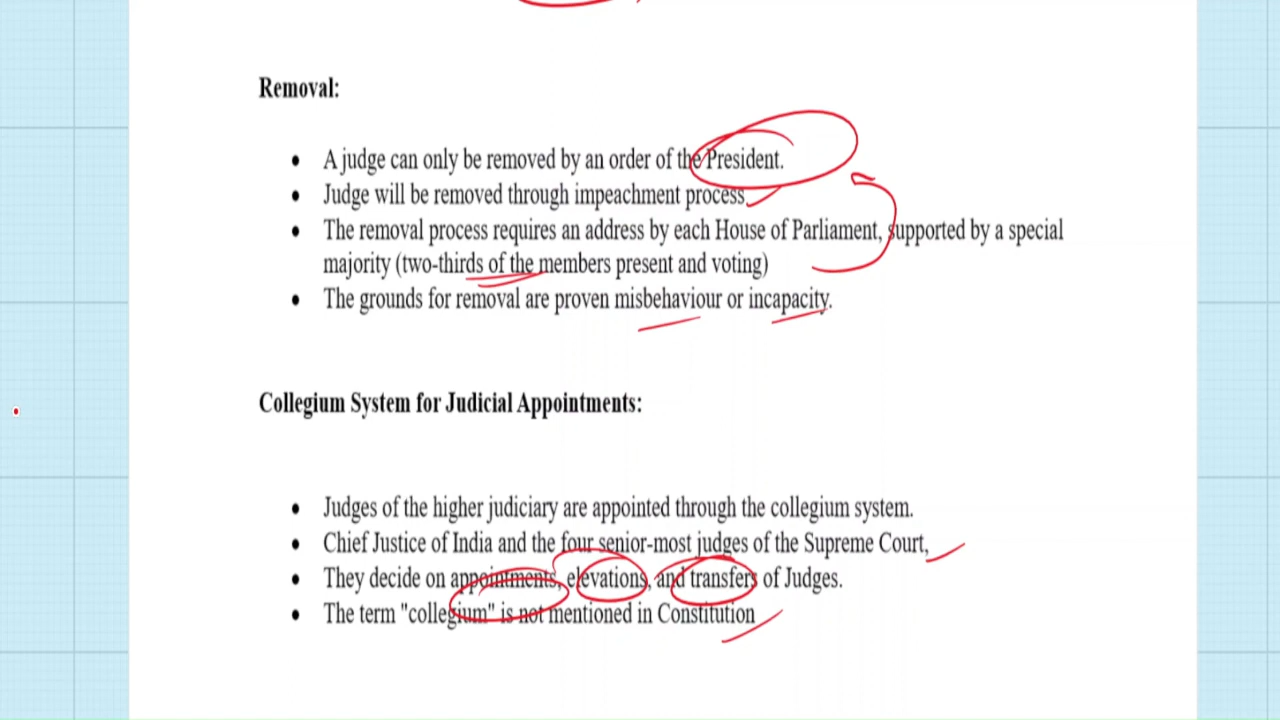 Removal:
• A judge can only be removed by an order of the President.
• Judge will be removed through impeachment process
• The removal process requires an address by each House of Parliament, supported by a special
majority (two-thirds of the members present and voting)
• The grounds for removal are proven misbehaviour or incapacity.
Collegium System for Judicial Appointments:
• Judges of the higher judiciary are appointed through the collegium system.
• Chief Justice of India and the four senior-most judges of the Supreme Court,
• They decide on appointments, elevations, and transfers of Judges.
• The term "collegium" is not mentioned in Constitution